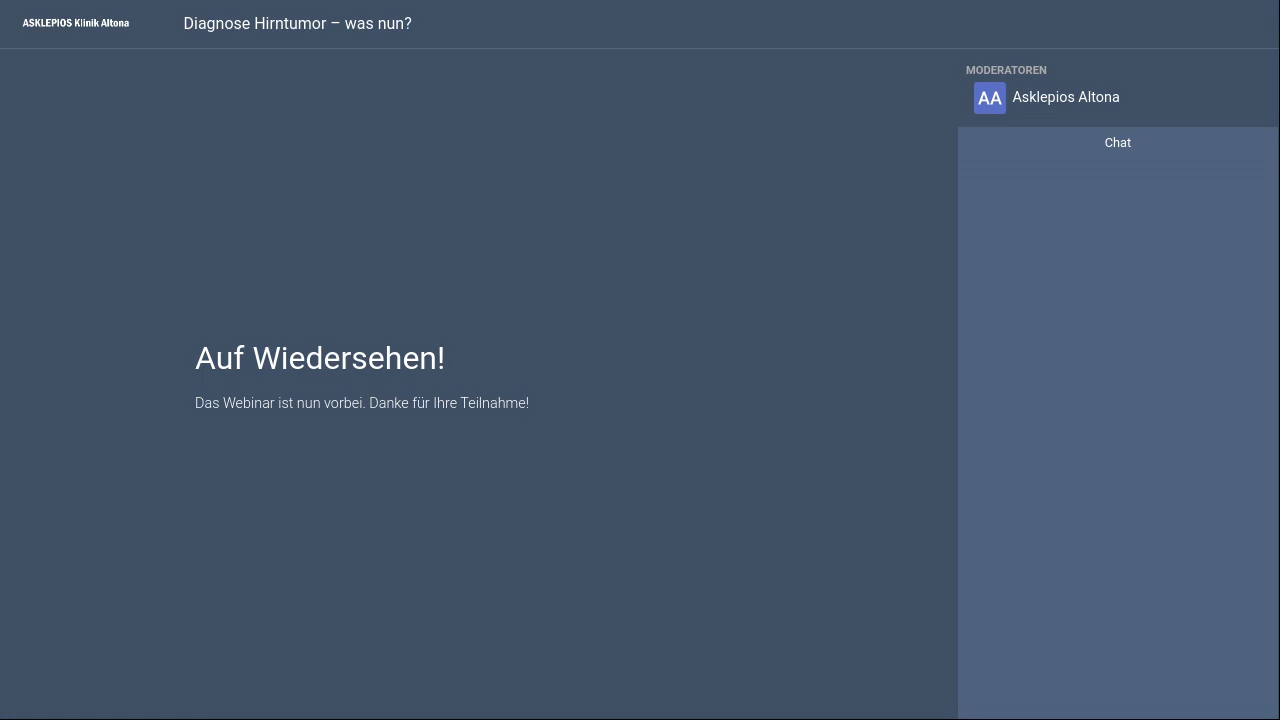 ASKLEPIOS Klinik Altona
Diagnose Hirntumor – was nun?
MODERATOREN
AA
Asklepios Altona
Chat
Auf Wiedersehen!
Das Webinar ist nun vorbei. Danke für Ihre Teilnahme!